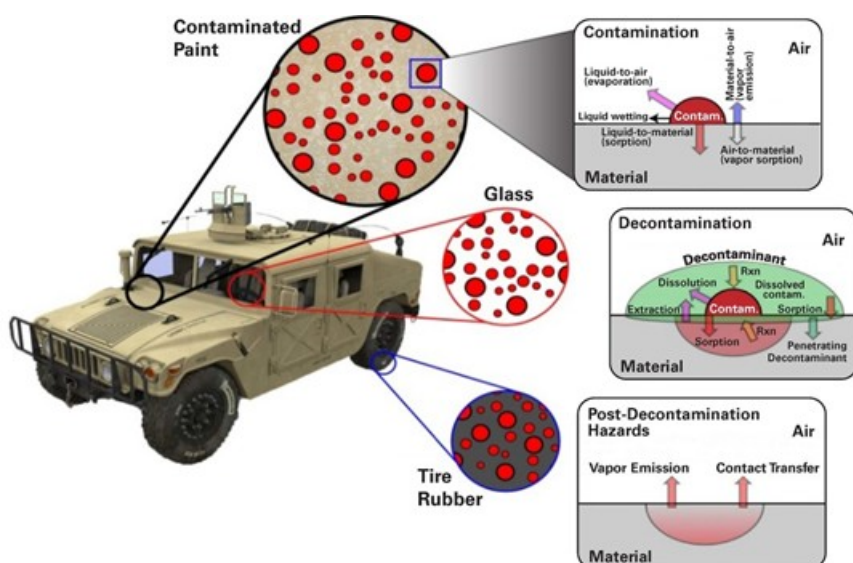 Contaminated
Paint
Contamination
Air
Liquid-to-air
(evaporation)
Material-to-air
(vapor
emission)
Liquid wetting
Contam.
Liquid-to-material
(sorption)
Air-to-material
(vapor sorption)
Material
Glass
Decontamination
Air
Decontaminant
Rxn
Dissolution
Dissolved
contam.
Contam.
Extraction
Sorption
Rxn
Sorption
Penetrating
Decontaminant
Material
Tire
Rubber
Post-Decontamination
Hazards
Air
Vapor Emission
Contact Transfer
Material